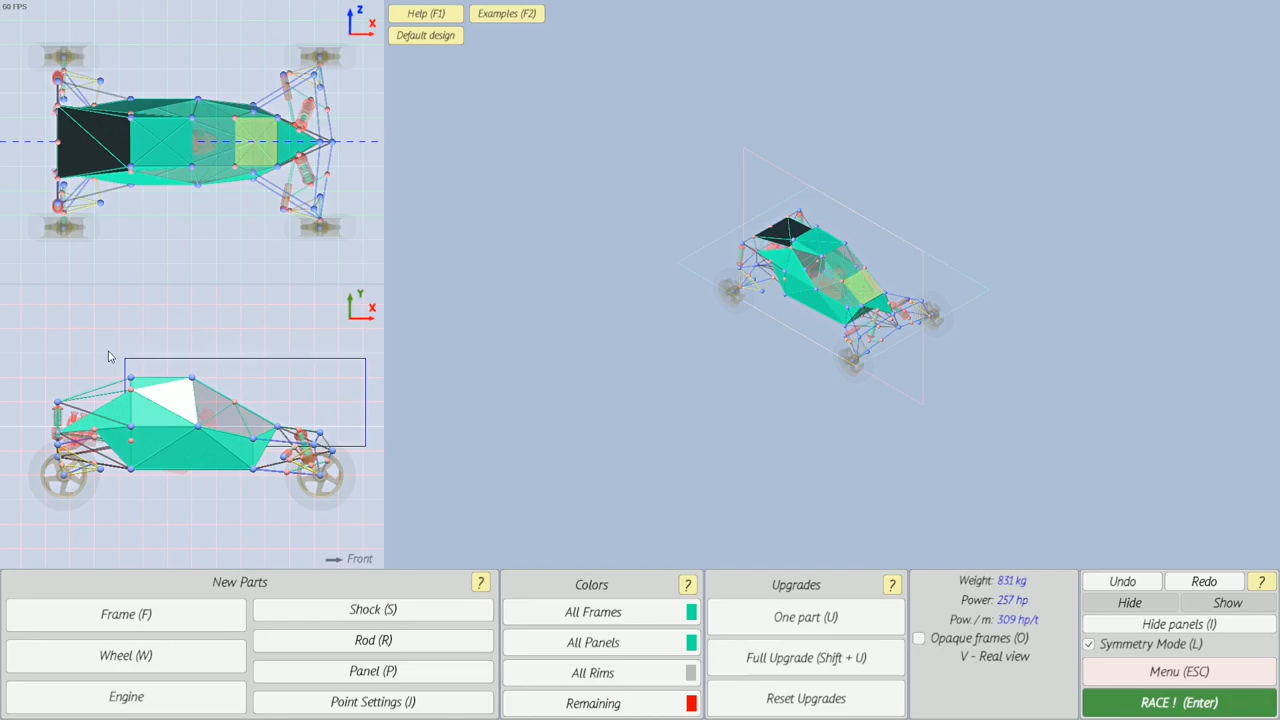 60 FPS
Z
X
Help (F1)
Examples (F2)
Default design
Y
X
Front
New Parts
?
Frame (F)
Shock (S)
Wheel (W)
Rod (R)
Panel (P)
Engine
Point Settings (J)
Colors
?
All Frames
All Panels
All Rims
Remaining
Upgrades
?
One part (U)
Full Upgrade (Shift + U)
Reset Upgrades
Weight: 831 kg
Power: 257 hp
Pow. / m: 309 hp/t
Opaque frames (O)
V - Real view
Undo
Redo
?
Hide
Show
Hide panels (I)
Symmetry Mode (L)
Menu (ESC)
RACE ! (Enter)